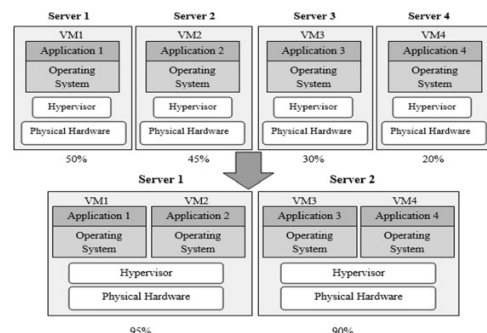 Server 1 Server 2 Server 3 Server 4
VM1 VM2 VM3 VM4
Application 1 Application 2 Application 3 Application 4
Operating Operating Operating Operating
System System System System
Hypervisor Hypervisor Hypervisor Hypervisor
Physical Hardware Physical Hardware Physical Hardware Physical Hardware
50% 45% 30% 20%
Server 1 Server 2
VM1 VM2 VM3 VM4
Application 1 Application 2 Application 3 Application 4
Operating Operating Operating Operating
System System System System
Hypervisor Hypervisor
Physical Hardware Physical Hardware
95% 90%